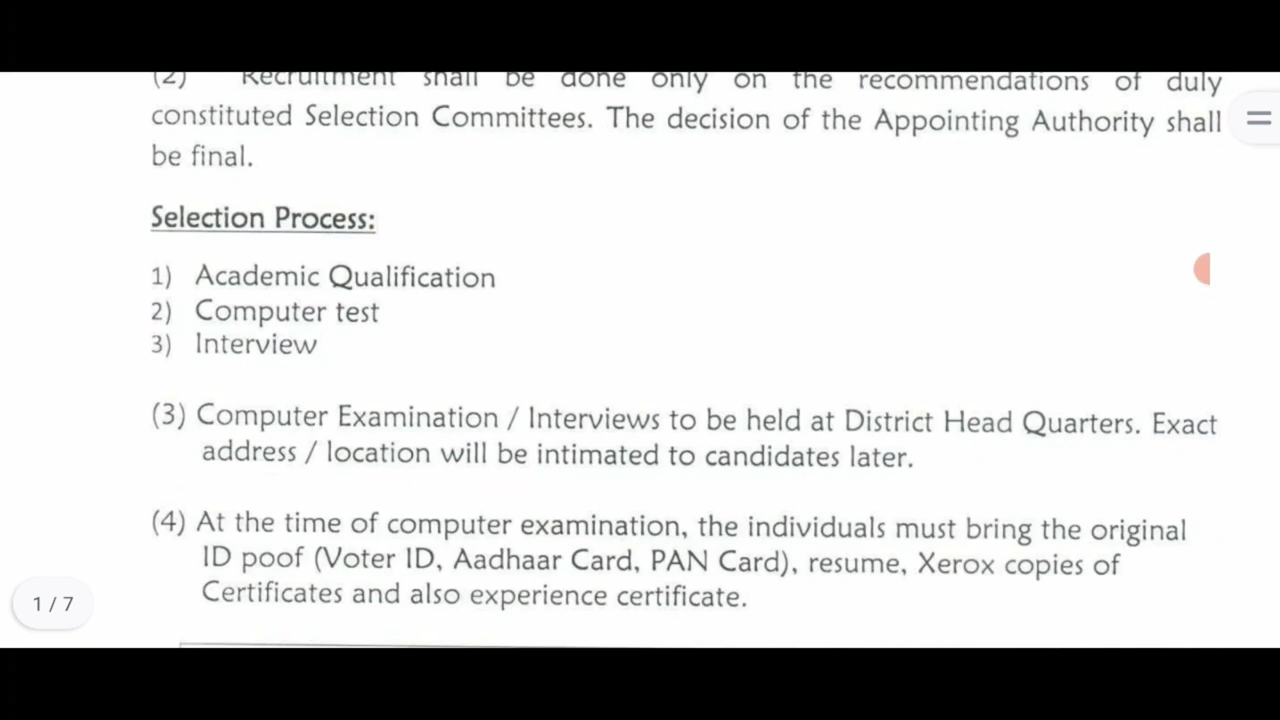 (2) Recruitment shall be done only on the recommendations of duly
constituted Selection Committees. The decision of the Appointing Authority shall
be final.
Selection Process:
1) Academic Qualification
2) Computer test
3) Interview
(3) Computer Examination / Interviews to be held at District Head Quarters. Exact
address / location will be intimated to candidates later.
(4) At the time of computer examination, the individuals must bring the original
ID poof (Voter ID, Aadhaar Card, PAN Card), resume, Xerox copies of
Certificates and also experience certificate.
1 / 7